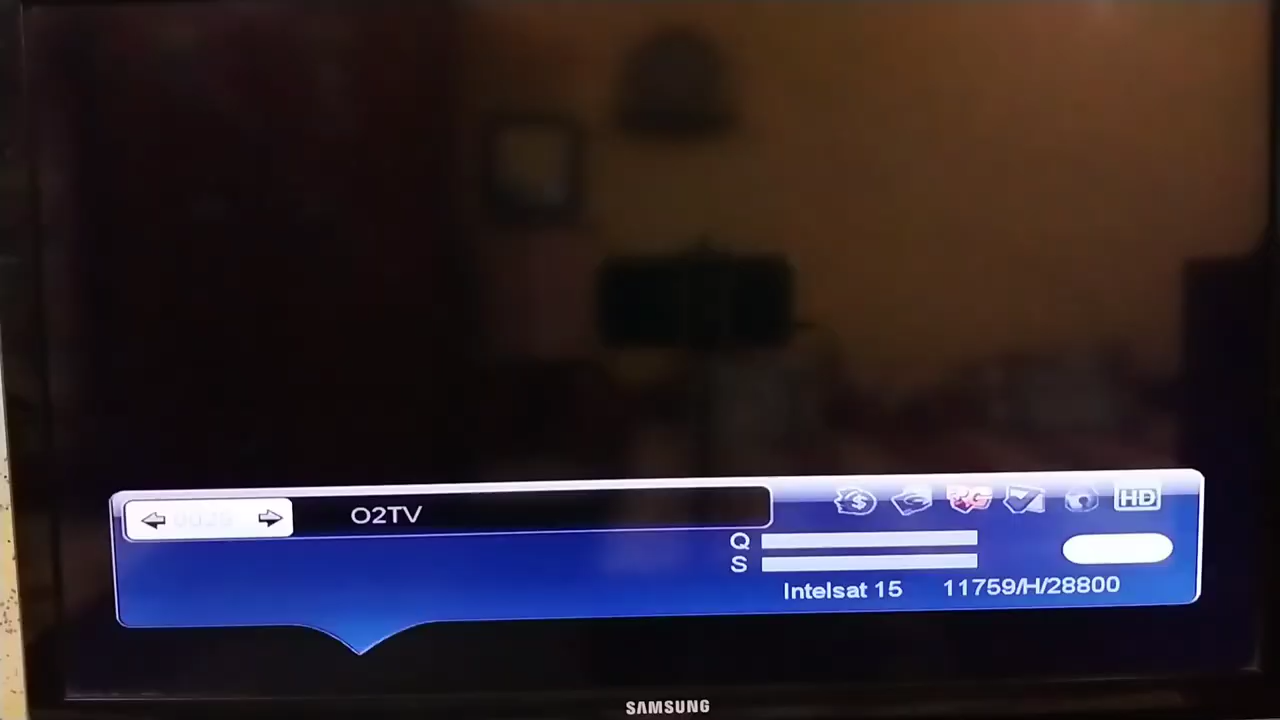 O2TV
HD
Q
S
Intelsat 15 11759/H/28800
SAMSUNG